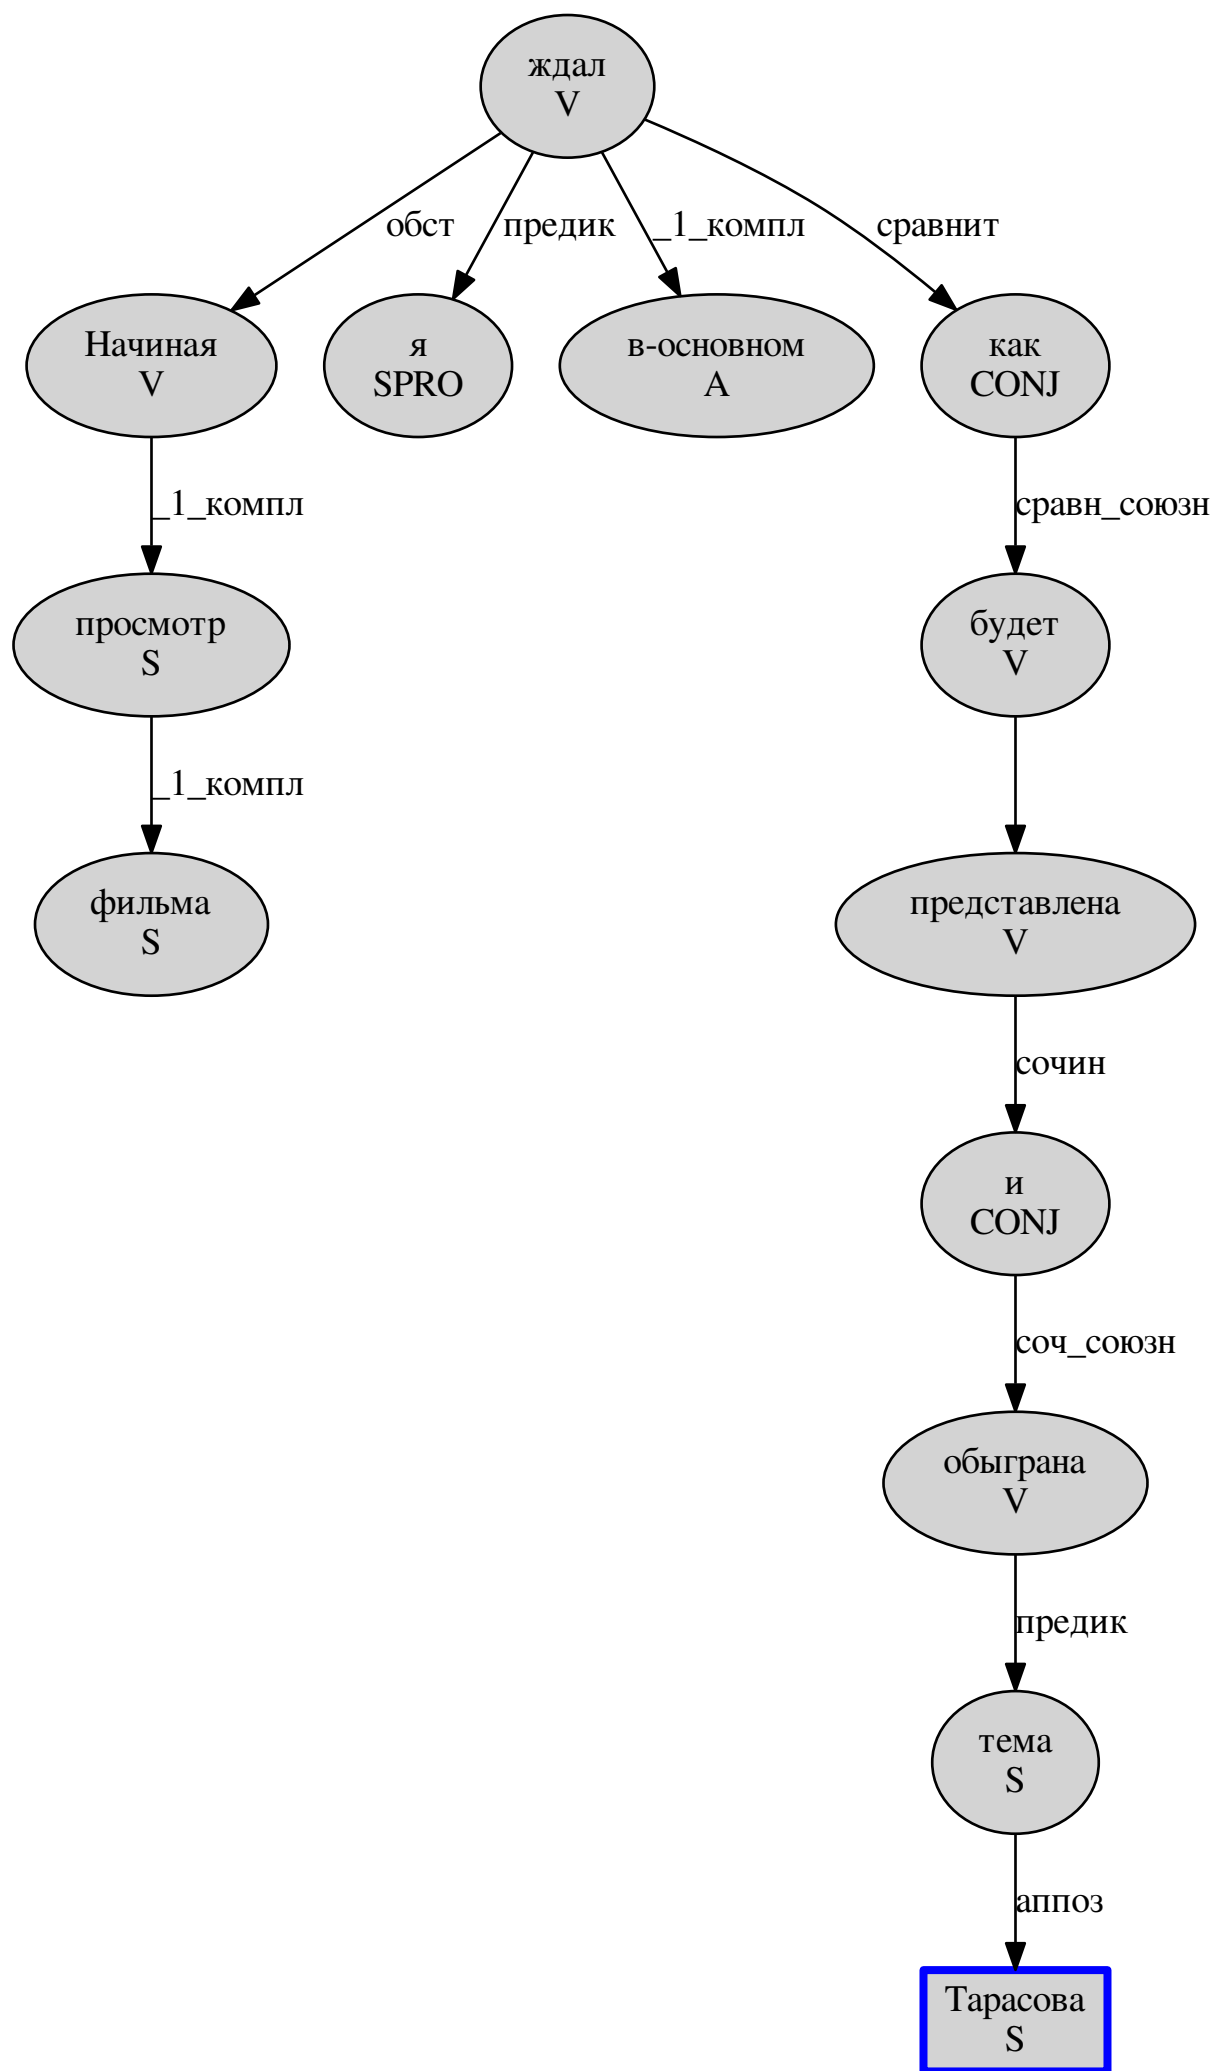 ждал
V
обст
предик
_1_компл
сравнит
Начиная
V
я
SPRO
в-основном
A
как
CONJ
_1_компл
сравн_союзн
просмотр
S
будет
V
_1_компл
фильма
S
представлена
V
сочин
и
CONJ
соч_союзн
обыграна
V
предик
тема
S
аппоз
Тарасова
S